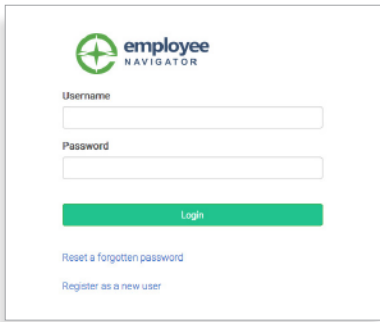 employee
NAVIGATOR
Username
Password
Login
Reset a forgotten password
Register as a new user